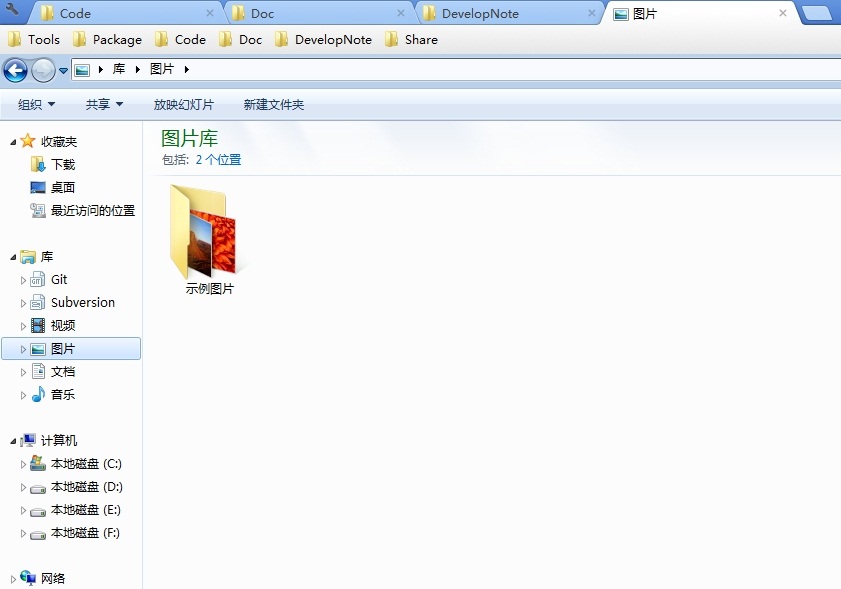 Code Doc DevelopNote 图片
Tools Package Code Doc DevelopNote Share
库 图片
组织 共享 放映幻灯片 新建文件夹
收藏夹
下载
桌面
最近访问的位置
库
Git
Subversion
视频
图片
文档
音乐
计算机
本地磁盘 (C:)
本地磁盘 (D:)
本地磁盘 (E:)
本地磁盘 (F:)
网络
图片库
包括: 2 个位置
示例图片